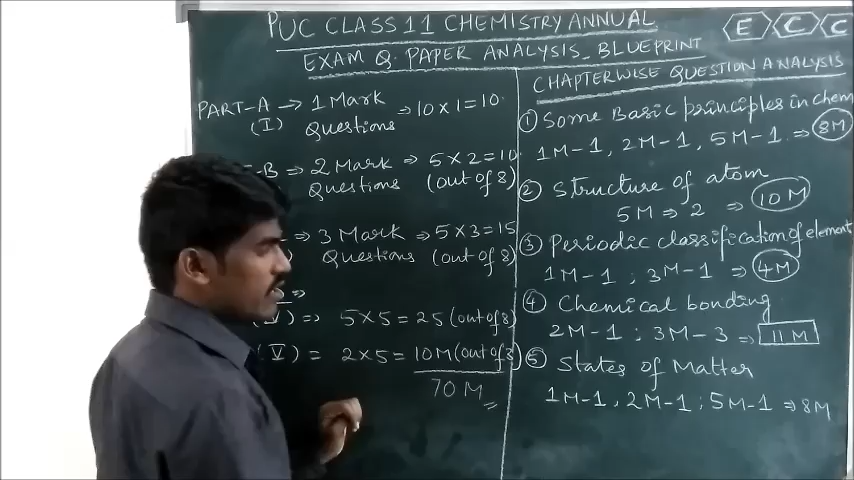 PUC CLASS 11 CHEMISTRY ANNUAL
EXAM Q. PAPER ANALYSIS_BLUEPRINT
E C C
PART-A → 1 Mark → 10×1=10.
(I) Questions
-B ⇒ 2 Mark ⇒ 5×2=10
Questions (out of 8)
⇒ 3 Mark → 5×3=15
Questions (out of 8)
⇒
) ⇒ 5×5=25 (out of 8)
(V) = 2×5=10M (out of 3)
70 M
CHAPTERWISE QUESTION ANALYSIS
① Some Basic principles in chem
1M-1, 2M-1, 5M-1. ⇒ 8M
② Structure of atom
5M ⇒ 2 ⇒ 10M
③ Periodic classification of element
1M-1 ; 3M-1 ⇒ 4M
④ Chemical bonding
2M-1 ; 3M-3 ⇒ 11M
⑤ States of Matter
1M-1, 2M-1 ; 5M-1 ⇒ 8M